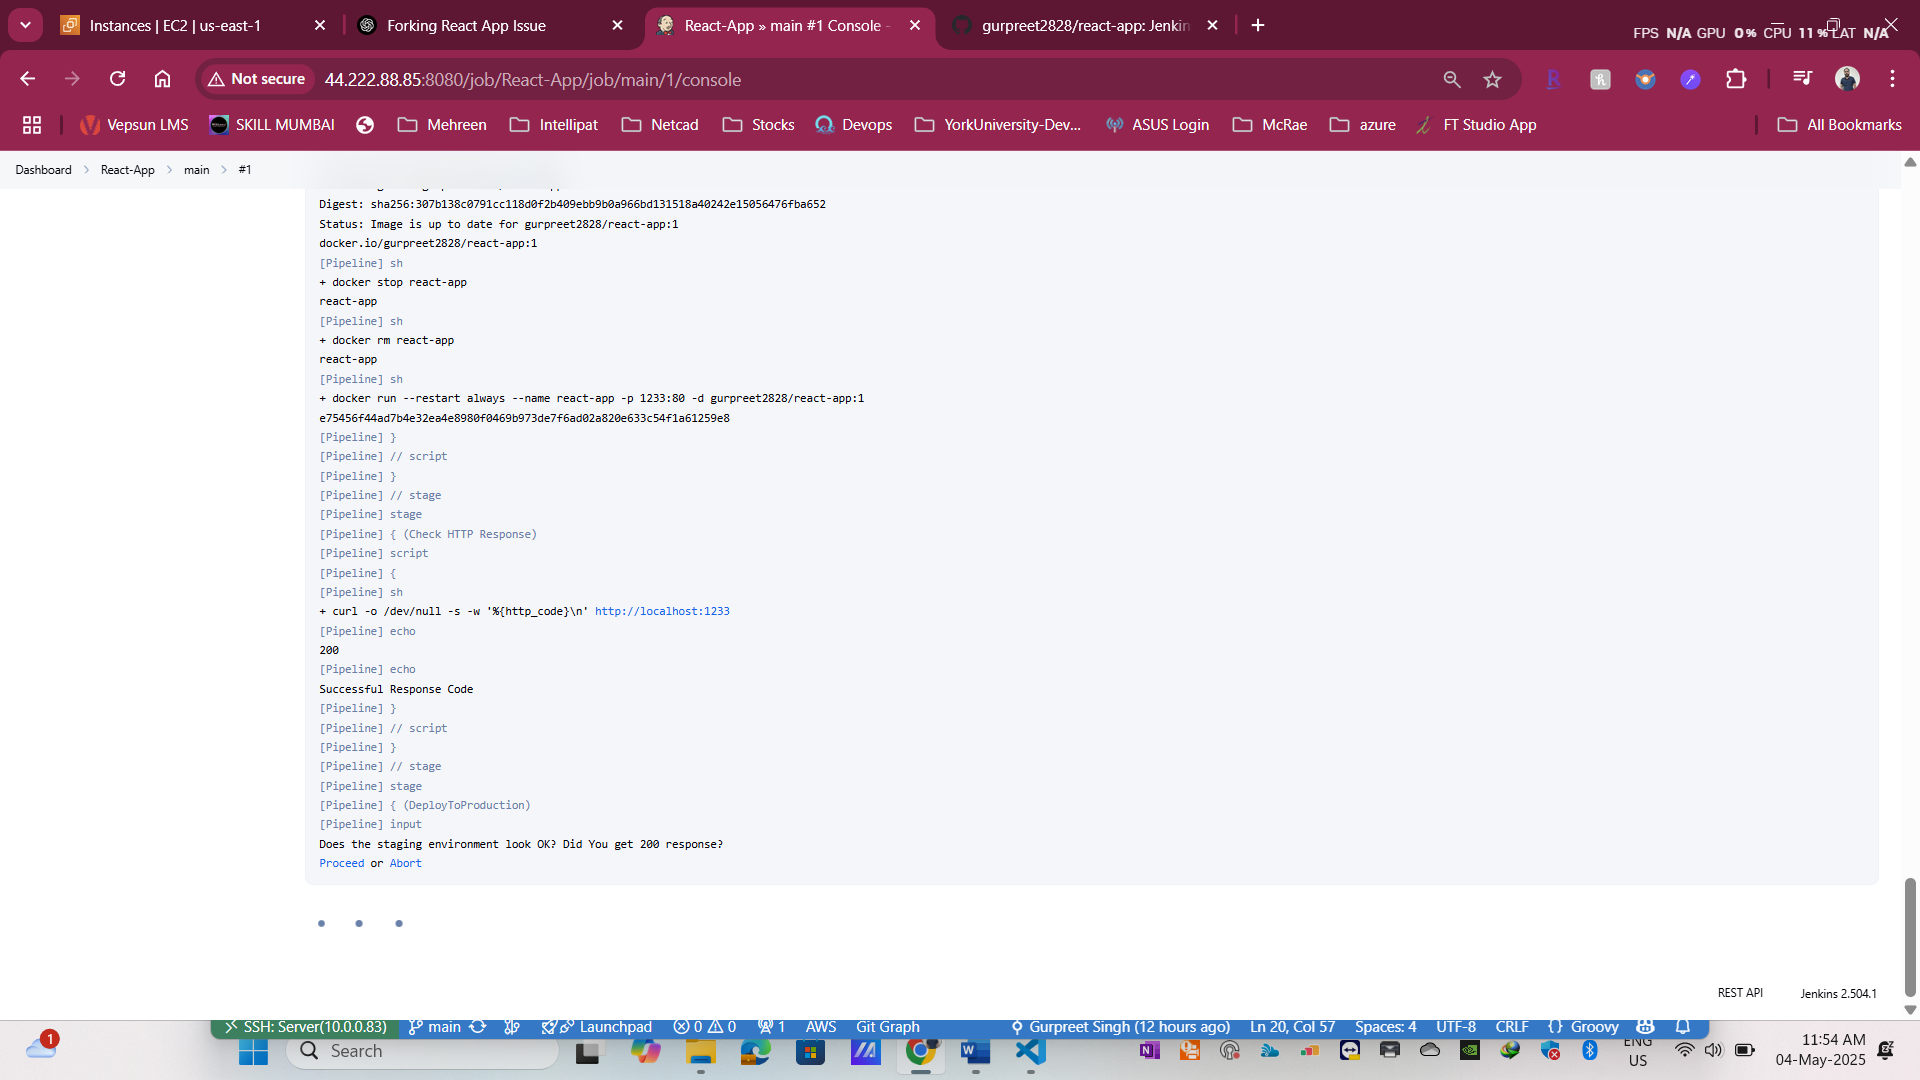 Instances | EC2 | us-east-1
Forking React App Issue
React-App » main #1 Console -
gurpreet2828/react-app: Jenkin
FPS N/A GPU 0% CPU 11% LAT N/A
Not secure
44.222.88.85:8080/job/React-App/job/main/1/console
Vepsun LMS
SKILL MUMBAI
Mehreen
Intellipat
Netcad
Stocks
Devops
YorkUniversity-Dev...
ASUS Login
McRae
azure
FT Studio App
All Bookmarks
Dashboard
React-App
main
#1
Digest: sha256:307b138c0791cc118d0f2b409ebb9b0a966bd131518a40242e15056476fba652
Status: Image is up to date for gurpreet2828/react-app:1
docker.io/gurpreet2828/react-app:1
[Pipeline] sh
+ docker stop react-app
react-app
[Pipeline] sh
+ docker rm react-app
react-app
[Pipeline] sh
+ docker run --restart always --name react-app -p 1233:80 -d gurpreet2828/react-app:1
e75456f44ad7b4e32ea4e8980f0469b973de7f6ad02a820e633c54f1a61259e8
[Pipeline] }
[Pipeline] // script
[Pipeline] }
[Pipeline] // stage
[Pipeline] stage
[Pipeline] { (Check HTTP Response)
[Pipeline] script
[Pipeline] {
[Pipeline] sh
+ curl -o /dev/null -s -w '%{http_code}\n' http://localhost:1233
[Pipeline] echo
200
[Pipeline] echo
Successful Response Code
[Pipeline] }
[Pipeline] // script
[Pipeline] }
[Pipeline] // stage
[Pipeline] stage
[Pipeline] { (DeployToProduction)
[Pipeline] input
Does the staging environment look OK? Did You get 200 response?
Proceed or Abort
REST API
Jenkins 2.504.1
SSH: Server(10.0.0.83)
main
Launchpad
0
0
1
AWS
Git Graph
Gurpreet Singh (12 hours ago)
Ln 20, Col 57
Spaces: 4
UTF-8
CRLF
{} Groovy
1
Search
ENG
US
11:54 AM
04-May-2025